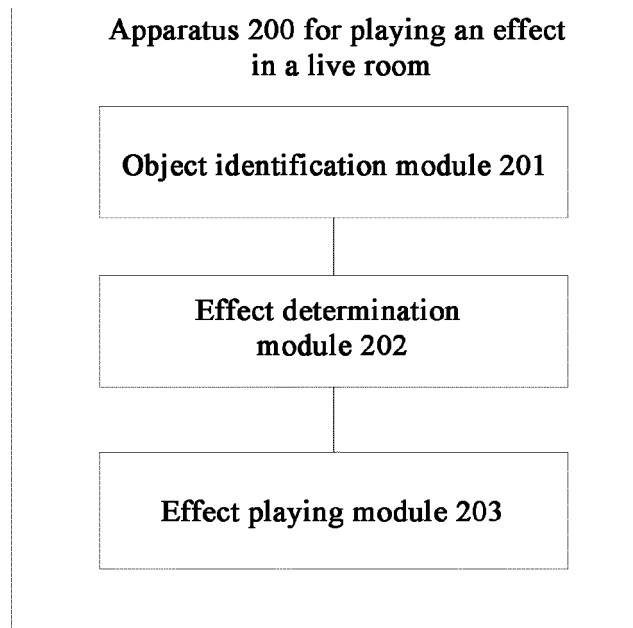 Apparatus 200 for playing an effect
in a live room
Object identification module 201
Effect determination
module 202
Effect playing module 203